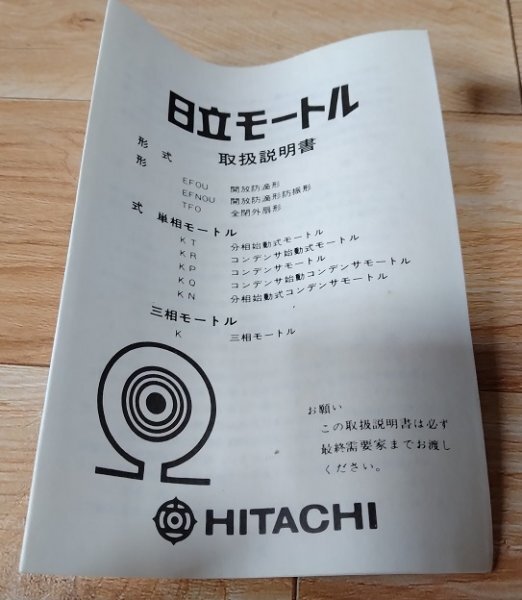 日立モートル
取扱説明書
形式
形
EFOU 開放防滴形
EFNOU 開放防滴形防振形
TFO 全閉外扇形
式 単相モートル
KT 分相始動式モートル
KR コンデンサ始動式モートル
KP コンデンサモートル
KQ コンデンサ始動コンデンサモートル
KN 分相始動式コンデンサモートル
三相モートル
K 三相モートル
お願い
この取扱説明書は必ず
最終需要家までお渡し
ください。
HITACHI